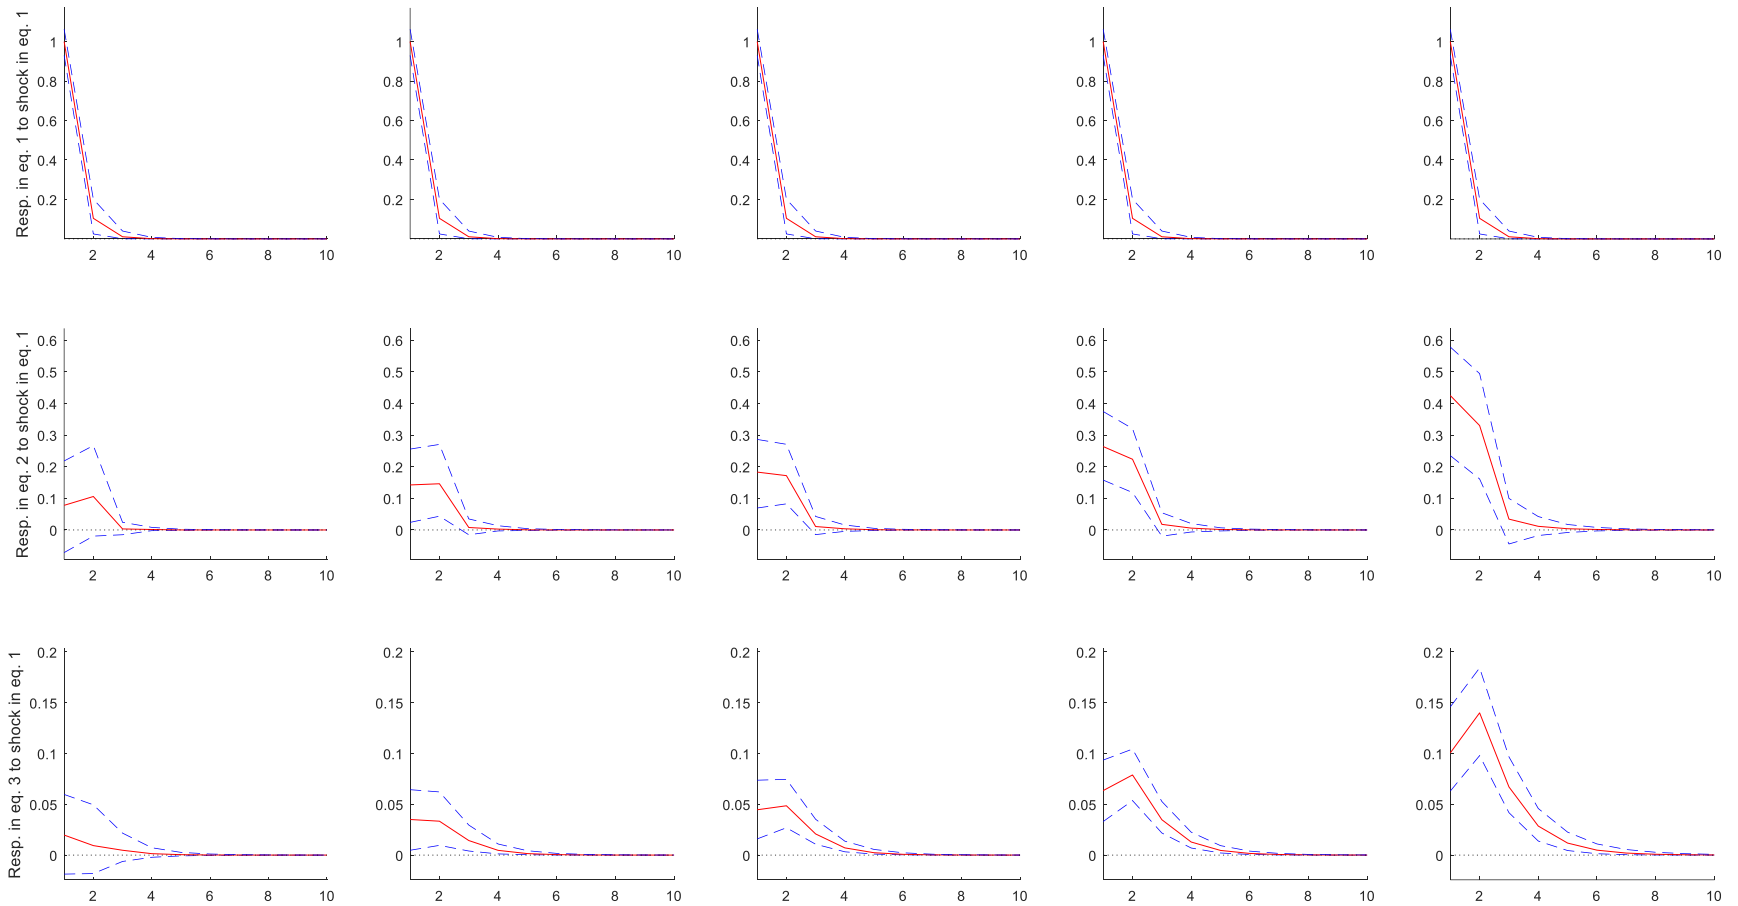 Resp. in eq. 1 to shock in eq. 1
1 1 1 1 1
0.8 0.8 0.8 0.8 0.8
0.6 0.6 0.6 0.6 0.6
0.4 0.4 0.4 0.4 0.4
0.2 0.2 0.2 0.2 0.2
2 4 6 8 10 2 4 6 8 10 2 4 6 8 10 2 4 6 8 10 2 4 6 8 10
Resp. in eq. 2 to shock in eq. 1
0.6 0.6 0.6 0.6 0.6
0.5 0.5 0.5 0.5 0.5
0.4 0.4 0.4 0.4 0.4
0.3 0.3 0.3 0.3 0.3
0.2 0.2 0.2 0.2 0.2
0.1 0.1 0.1 0.1 0.1
0 0 0 0 0
2 4 6 8 10 2 4 6 8 10 2 4 6 8 10 2 4 6 8 10 2 4 6 8 10
Resp. in eq. 3 to shock in eq. 1
0.2 0.2 0.2 0.2 0.2
0.15 0.15 0.15 0.15 0.15
0.1 0.1 0.1 0.1 0.1
0.05 0.05 0.05 0.05 0.05
0 0 0 0 0
2 4 6 8 10 2 4 6 8 10 2 4 6 8 10 2 4 6 8 10 2 4 6 8 10